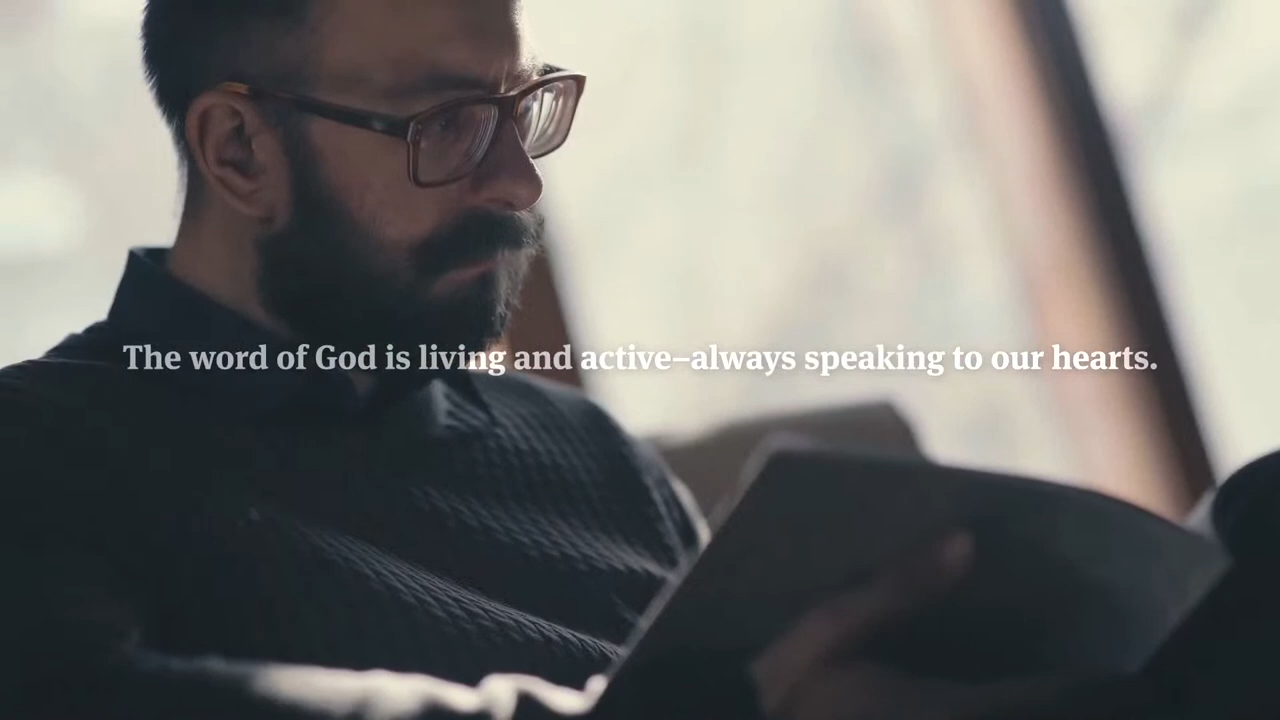 The word of God is living and active–always speaking to our hearts.